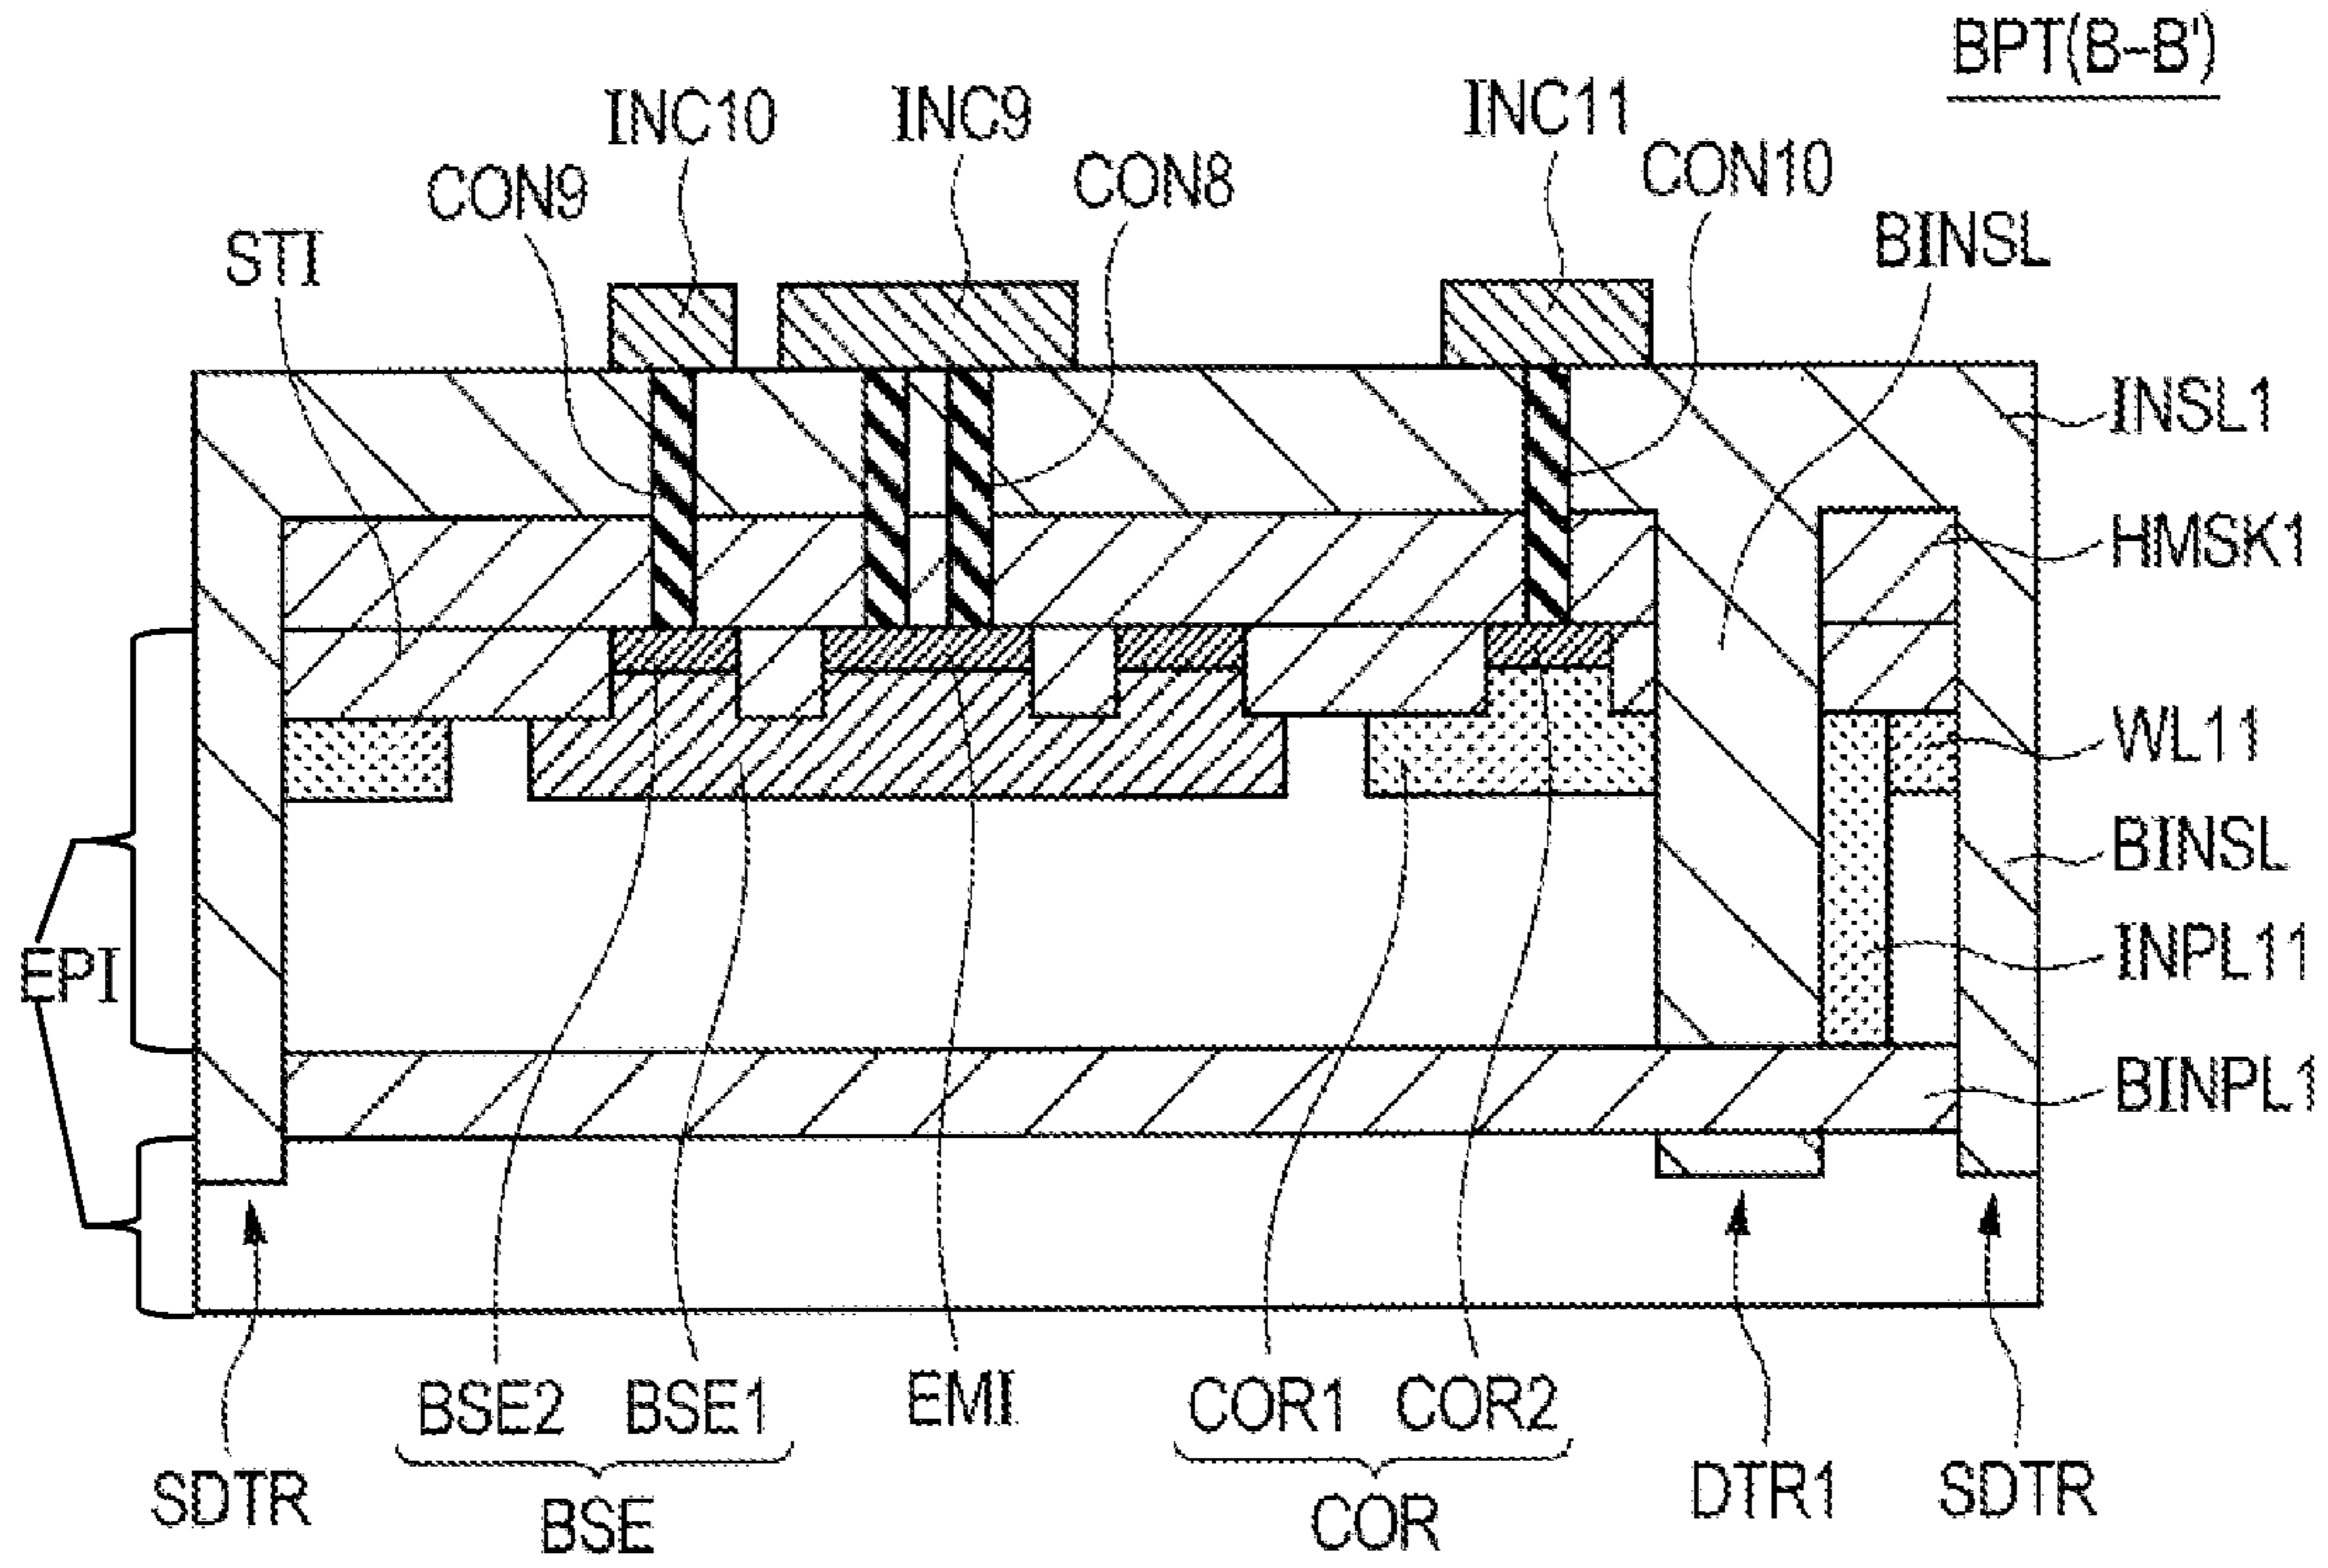 BPT(B-B')
INC10 INC9 INC11
CON9 CON8 CON10
STI BINSL
INSL1
HMSK1
WL11
BINSL
EPI INPL11
BINPL1
BSE2 BSE1 EMI COR1 COR2
SDTR BSE COR DTR1 SDTR